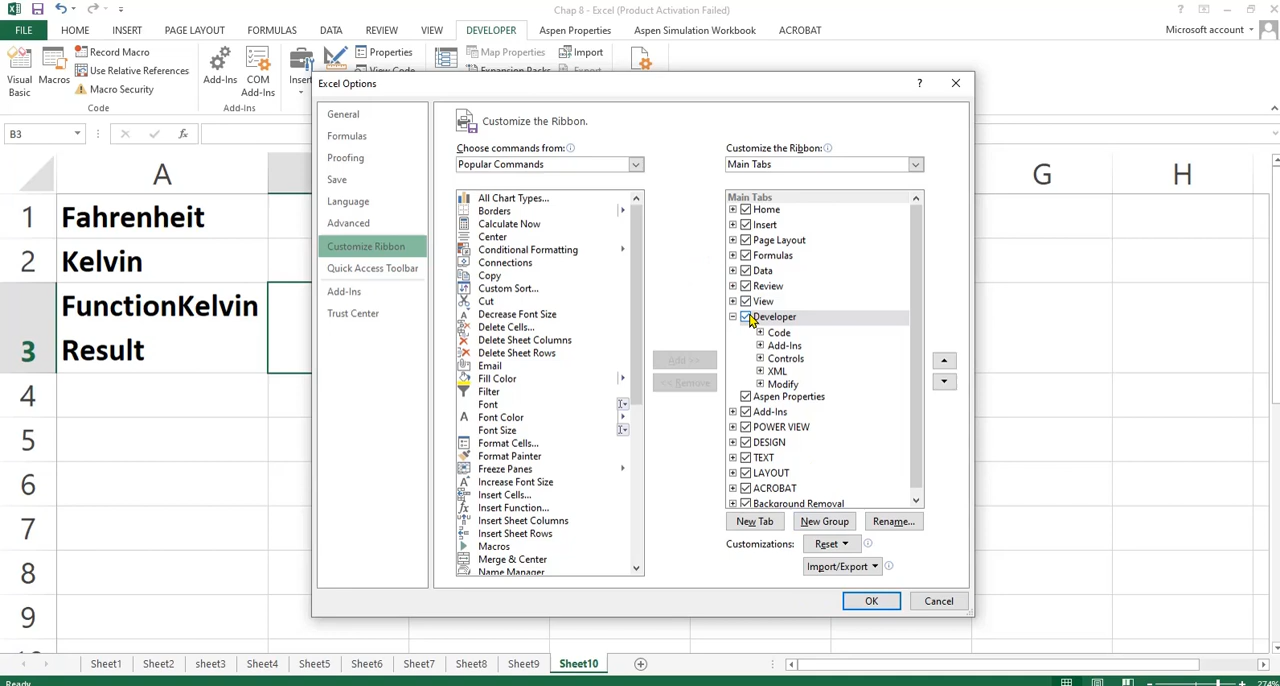 Chap 8 - Excel (Product Activation Failed)
FILE HOME INSERT PAGE LAYOUT FORMULAS DATA REVIEW VIEW DEVELOPER Aspen Properties Aspen Simulation Workbook ACROBAT Microsoft account
Visual Basic
Macros
Record Macro
Use Relative References
Macro Security
Code
Add-Ins
COM Add-Ins
Add-Ins
Insert
Properties
View Code
Map Properties
Expansion Packs
Import
Export
B3
fx
Excel Options
?
General
Formulas
Proofing
Save
Language
Advanced
Customize Ribbon
Quick Access Toolbar
Add-Ins
Trust Center
Customize the Ribbon.
Choose commands from:
Popular Commands
All Chart Types...
Borders
Calculate Now
Center
Conditional Formatting
Connections
Copy
Custom Sort...
Cut
Decrease Font Size
Delete Cells...
Delete Sheet Columns
Delete Sheet Rows
Email
Fill Color
Filter
Font
Font Color
Font Size
Format Cells...
Format Painter
Freeze Panes
Increase Font Size
Insert Cells...
Insert Function...
Insert Sheet Columns
Insert Sheet Rows
Macros
Merge & Center
Name Manager
Add >>
<< Remove
Customize the Ribbon:
Main Tabs
Main Tabs
Home
Insert
Page Layout
Formulas
Data
Review
View
Developer
Code
Add-Ins
Controls
XML
Modify
Aspen Properties
Add-Ins
POWER VIEW
DESIGN
TEXT
LAYOUT
ACROBAT
Background Removal
New Tab
New Group
Rename...
Customizations:
Reset
Import/Export
OK
Cancel
A G H
1 Fahrenheit
2 Kelvin
3 FunctionKelvin
Result
4
5
6
7
8
9
Sheet1 Sheet2 sheet3 Sheet4 Sheet5 Sheet6 Sheet7 Sheet8 Sheet9 Sheet10
Ready
274%